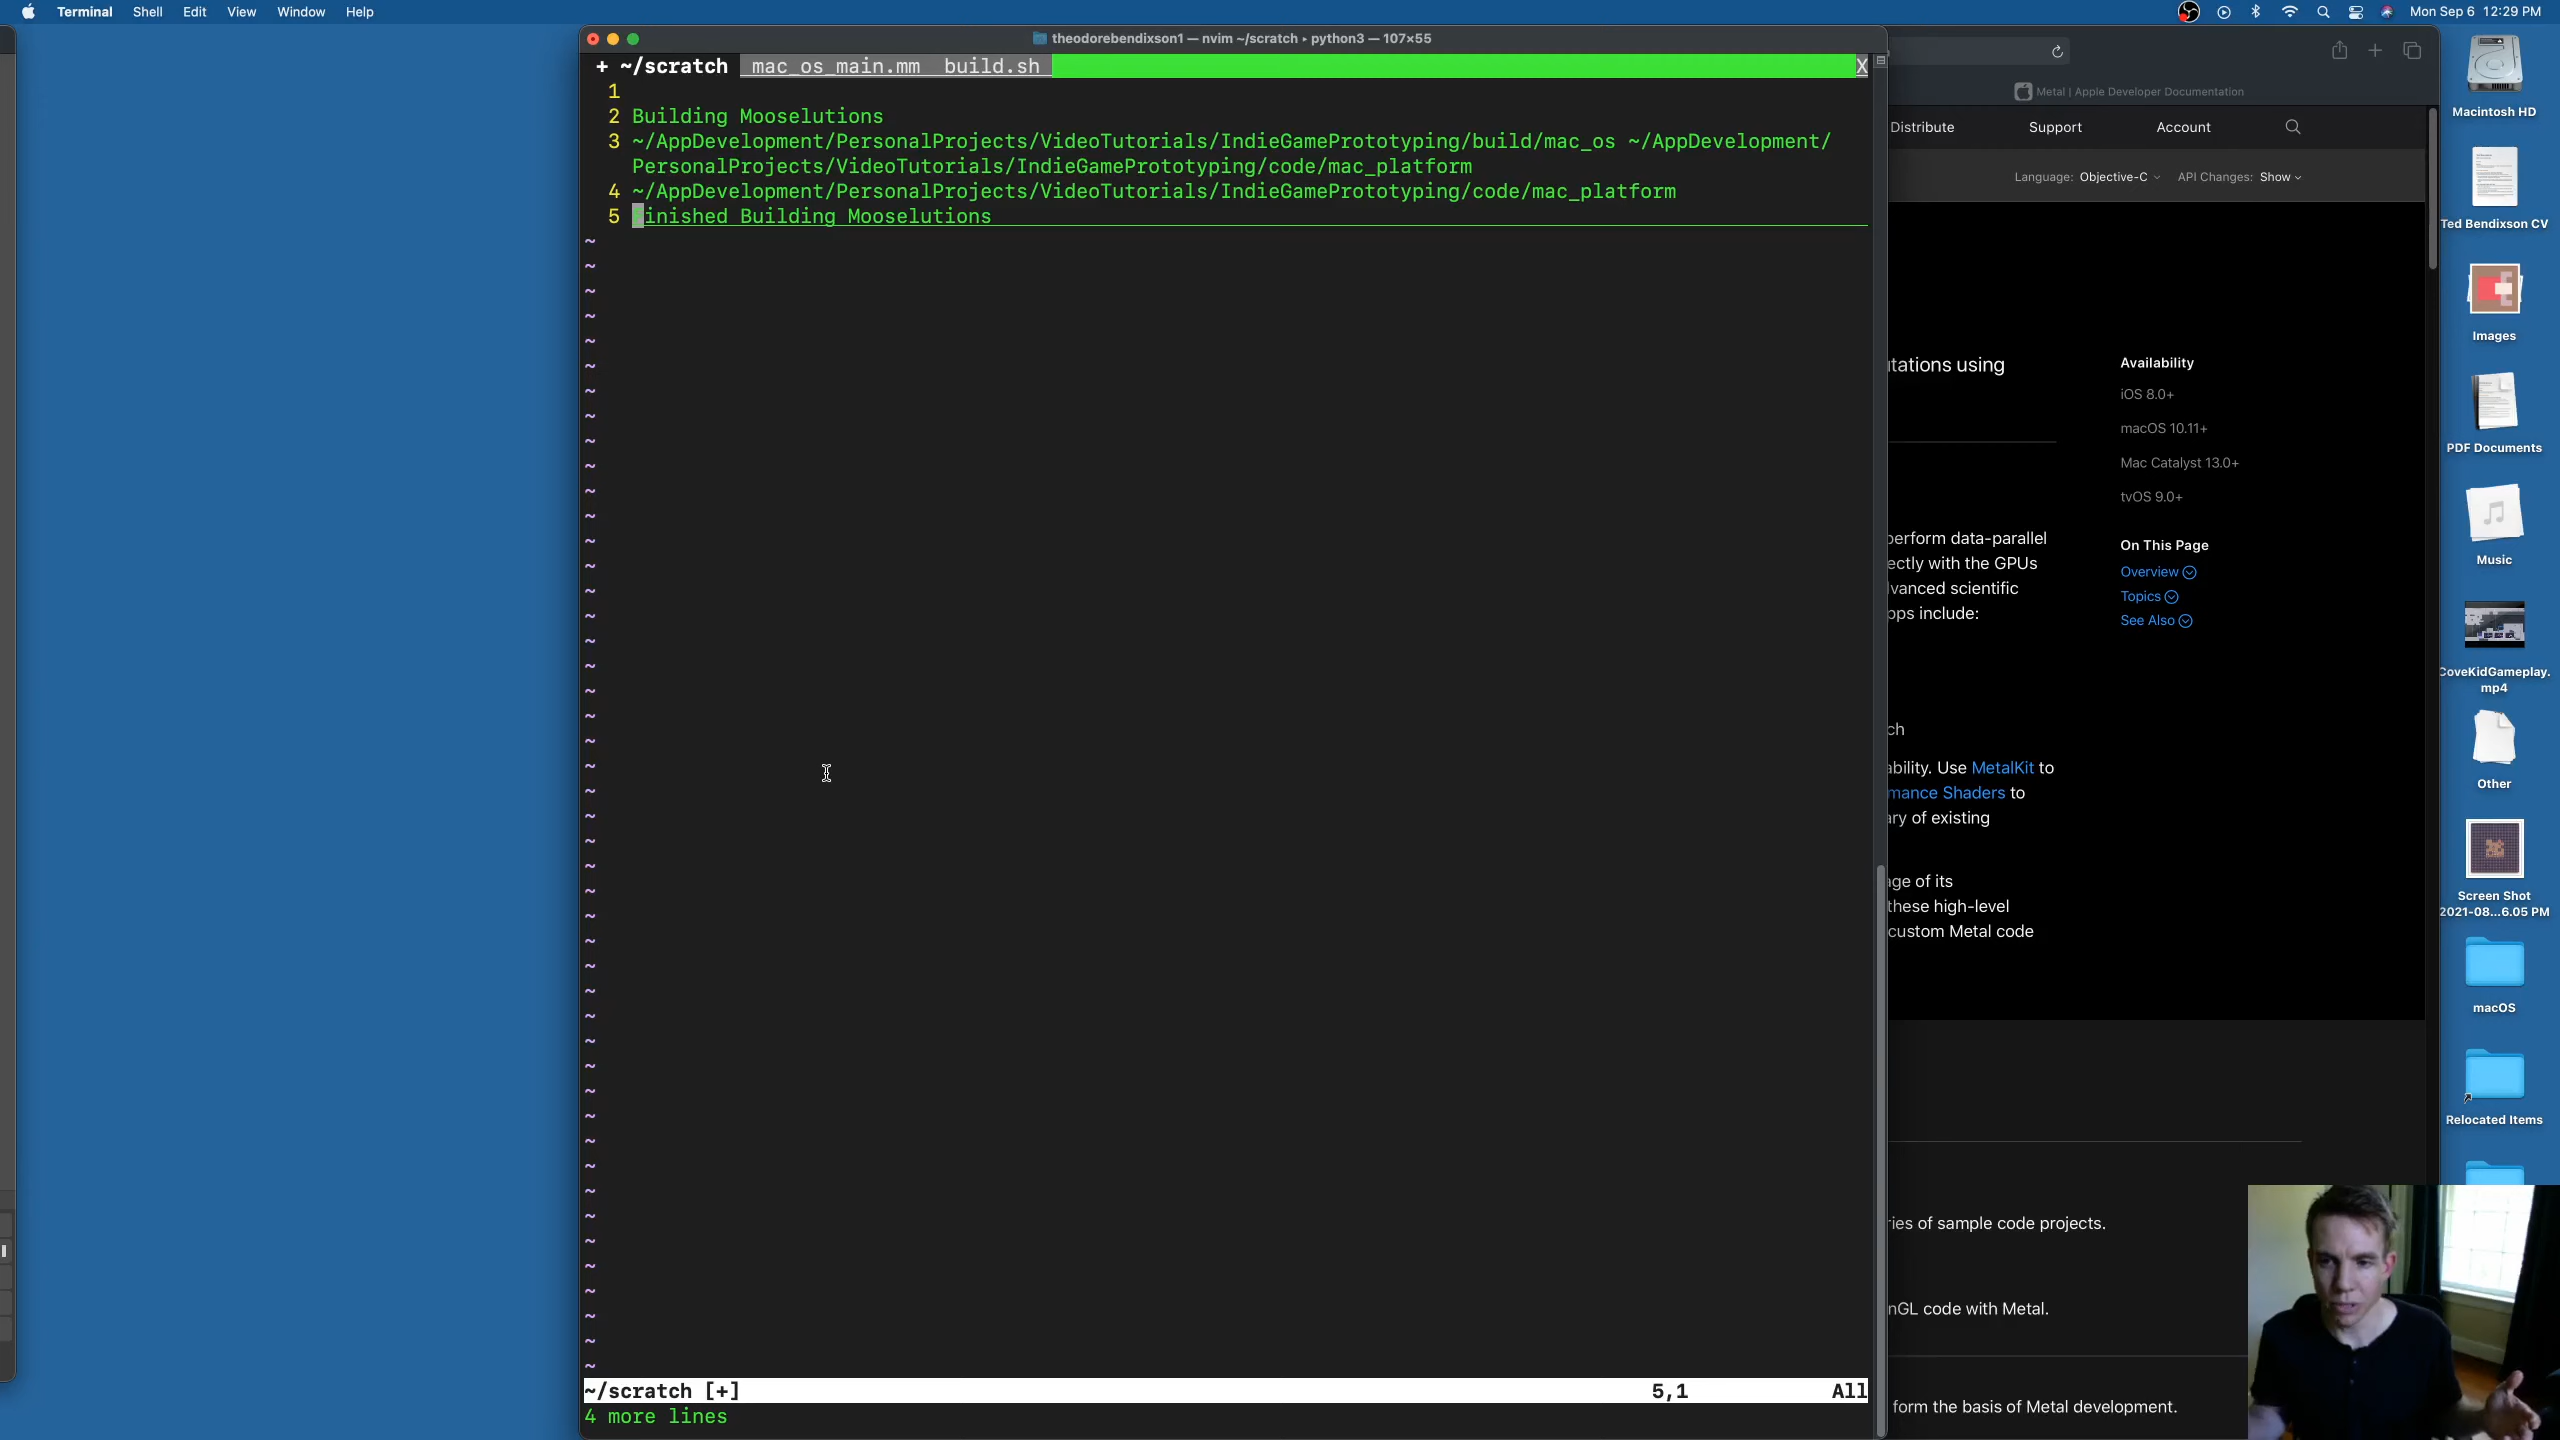 Terminal Shell Edit View Window Help
Mon Sep 6 12:29 PM
theodorebendixson1 — nvim ~/scratch ▸ python3 — 107×55
+ ~/scratch mac_os_main.mm build.sh X
1
2 Building Mooselutions
3 ~/AppDevelopment/PersonalProjects/VideoTutorials/IndieGamePrototyping/build/mac_os ~/AppDevelopment/
PersonalProjects/VideoTutorials/IndieGamePrototyping/code/mac_platform
4 ~/AppDevelopment/PersonalProjects/VideoTutorials/IndieGamePrototyping/code/mac_platform
5 Finished Building Mooselutions
~/scratch [+] 5,1 All
4 more lines
Metal | Apple Developer Documentation
Distribute Support Account
Language: Objective-C API Changes: Show
tations using
Availability
iOS 8.0+
macOS 10.11+
Mac Catalyst 13.0+
tvOS 9.0+
On This Page
Overview
Topics
See Also
perform data-parallel
ectly with the GPUs
vanced scientific
pps include:
ch
ability. Use MetalKit to
mance Shaders to
ary of existing
age of its
these high-level
custom Metal code
ries of sample code projects.
nGL code with Metal.
form the basis of Metal development.
Macintosh HD
Ted Bendixson CV
Images
PDF Documents
Music
CoveKidGameplay.
mp4
Other
Screen Shot
2021-08...6.05 PM
macOS
Relocated Items